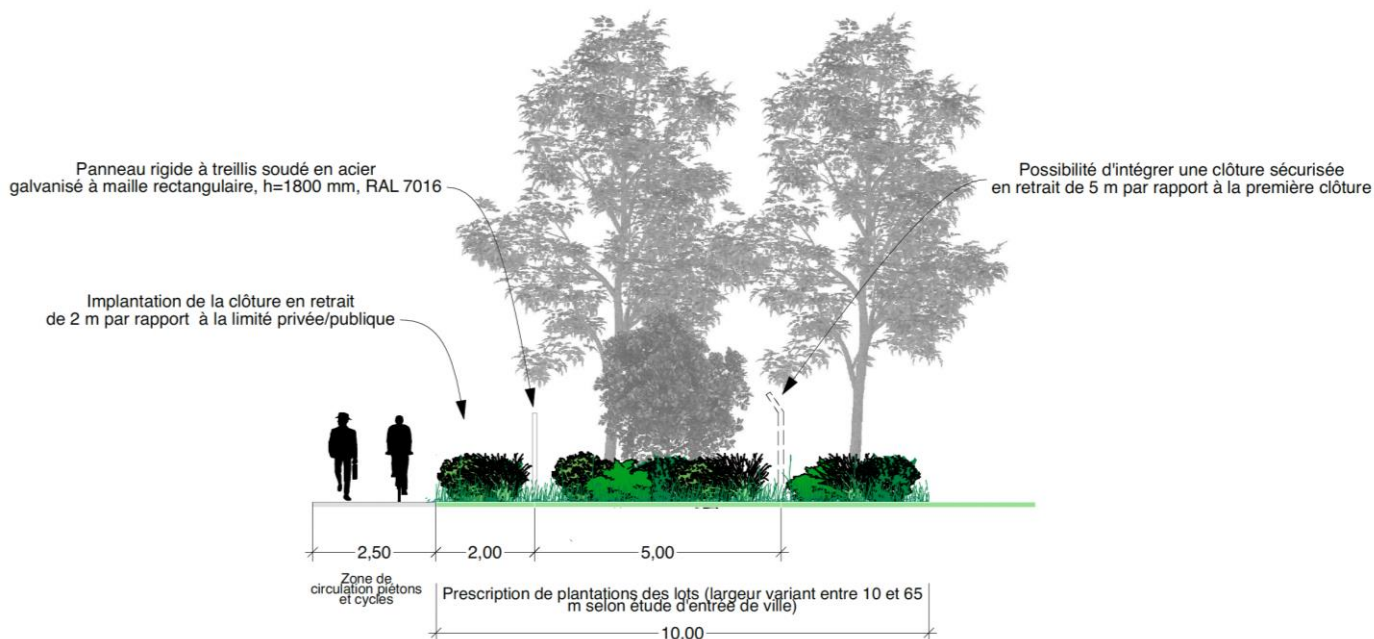 Panneau rigide à treillis soudé en acier
galvanisé à maille rectangulaire, h=1800 mm, RAL 7016
Possibilité d'intégrer une clôture sécurisée
en retrait de 5 m par rapport à la première clôture
Implantation de la clôture en retrait
de 2 m par rapport à la limité privée/publique
2,50
2,00
5,00
Zone de
circulation piétons
et cycles
Prescription de plantations des lots (largeur variant entre 10 et 65
m selon étude d'entrée de ville)
10,00